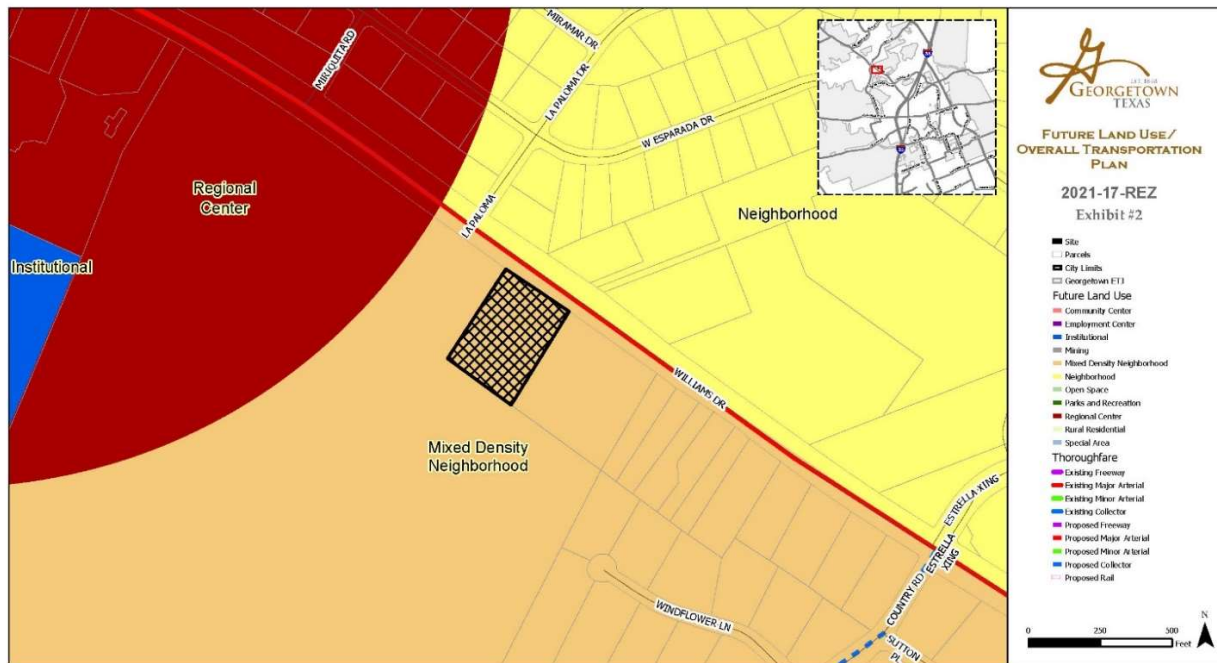 MIRAMAR DR
MIRIQUITA RD
LA PALOMA DR
W ESPARADA DR
Regional
Center
Neighborhood
LA PALOMA
Institutional
WILLIAMS DR
Mixed Density
Neighborhood
ESTRELLA XING
ESTRELLA
XING
COUNTRY RD
WINDFLOWER LN
SUTTON
PL
GEORGETOWN
TEXAS
FUTURE LAND USE/
OVERALL TRANSPORTATION
PLAN
2021-17-REZ
Exhibit #2
Site
Parcels
City Limits
Georgetown ETJ
Future Land Use
Community Center
Employment Center
Institutional
Mining
Mixed Density Neighborhood
Neighborhood
Open Space
Parks and Recreation
Regional Center
Rural Residential
Special Area
Thoroughfare
Existing Freeway
Existing Major Arterial
Existing Minor Arterial
Existing Collector
Proposed Freeway
Proposed Major Arterial
Proposed Minor Arterial
Proposed Collector
Proposed Rail
N
0 250 500
Feet